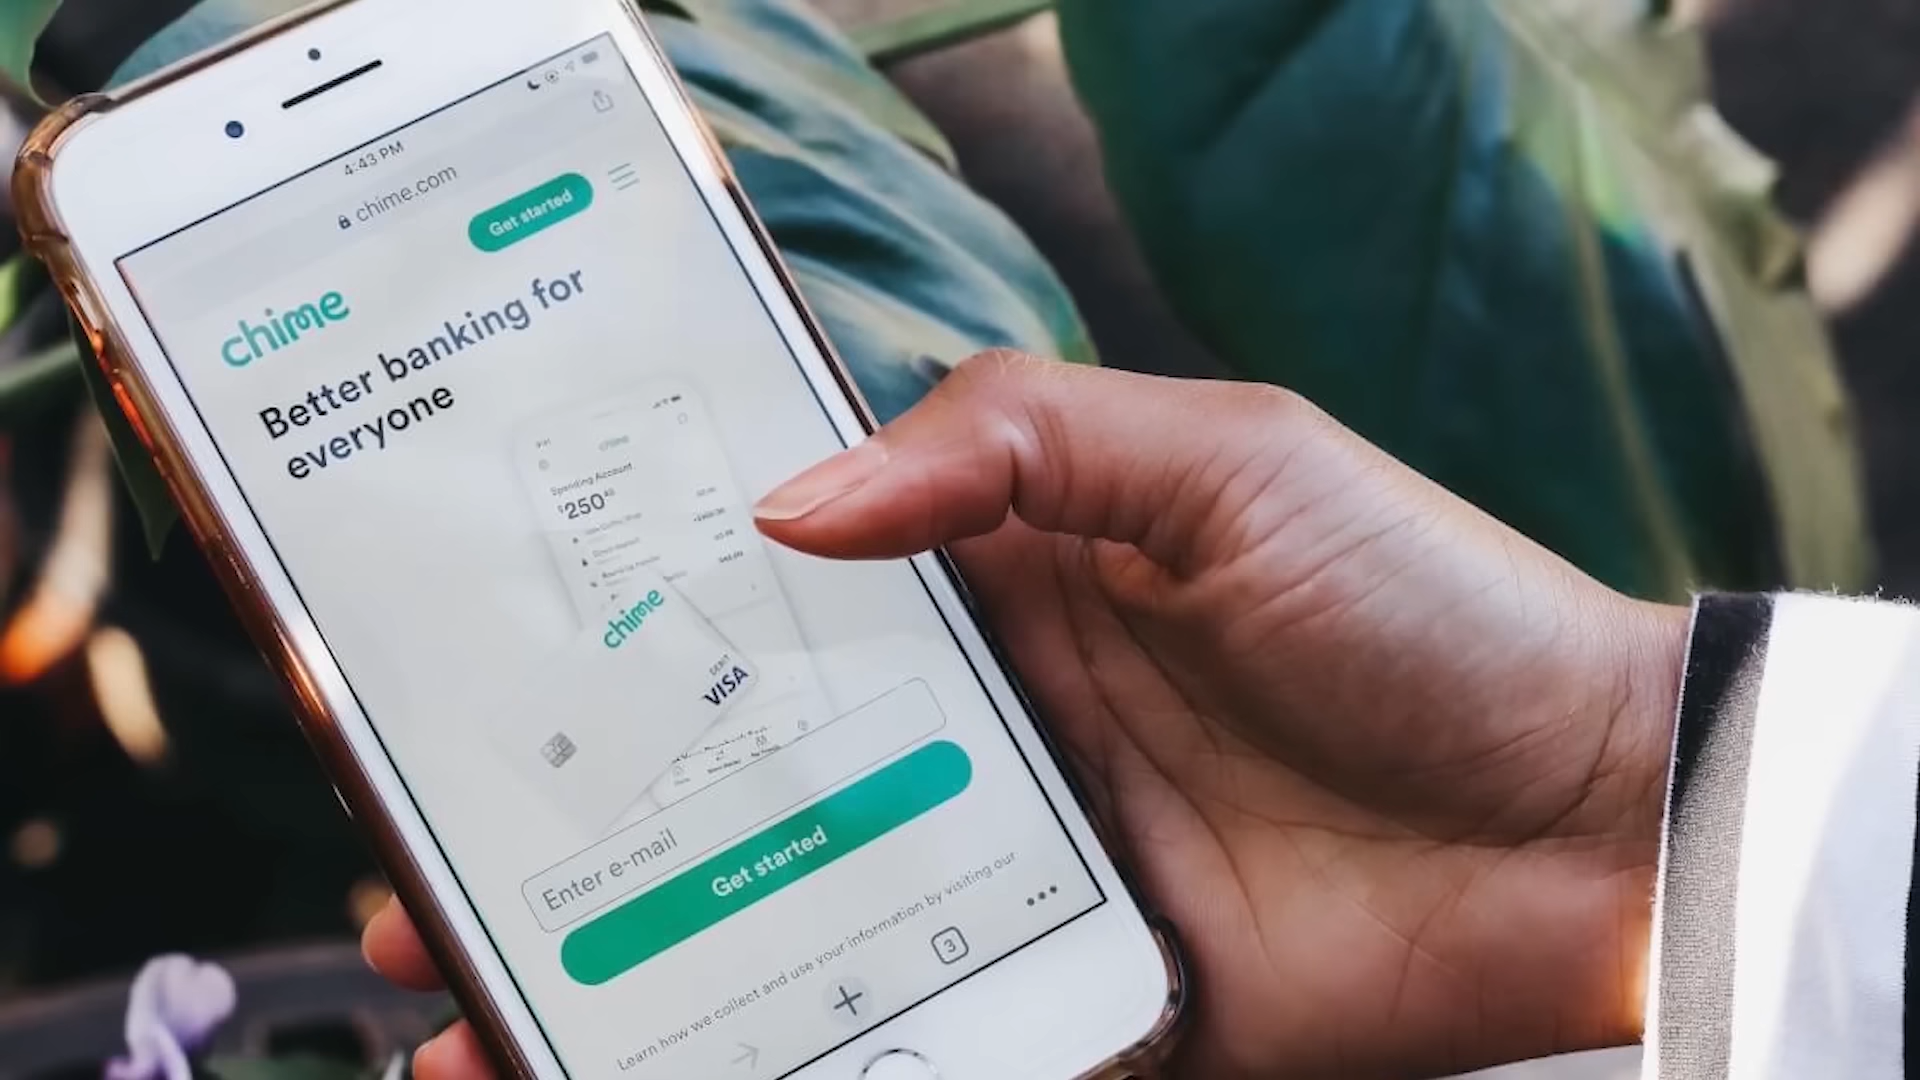 4:43 PM
chime.com
Get started
chime
Better banking for
everyone
chime
Spending Account
$250
chime
DEBIT
VISA
Enter e-mail
Get started
Learn how we collect and use your information by visiting our
3